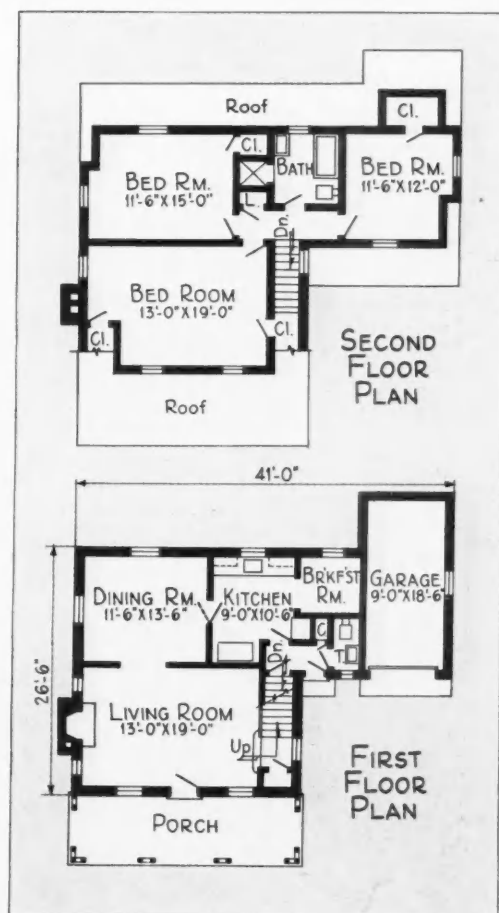 Roof
Cl.
Cl.
BATH
BED RM.
11'-6"X15'-0"
BED RM.
11'-6"X12'-0"
L.
Dn.
BED ROOM
13'-0"X19'-0"
Cl.
Cl.
SECOND
FLOOR
PLAN
Roof
41'-0"
26'-6"
DINING RM.
11'-6"X13'-6"
KITCHEN
9'-0"X10'-6"
BR'KF'ST
RM.
GARAGE
9'-0"X18'-6"
C.
T.
Dn.
LIVING ROOM
13'-0"X19'-0"
Up
FIRST
FLOOR
PLAN
PORCH